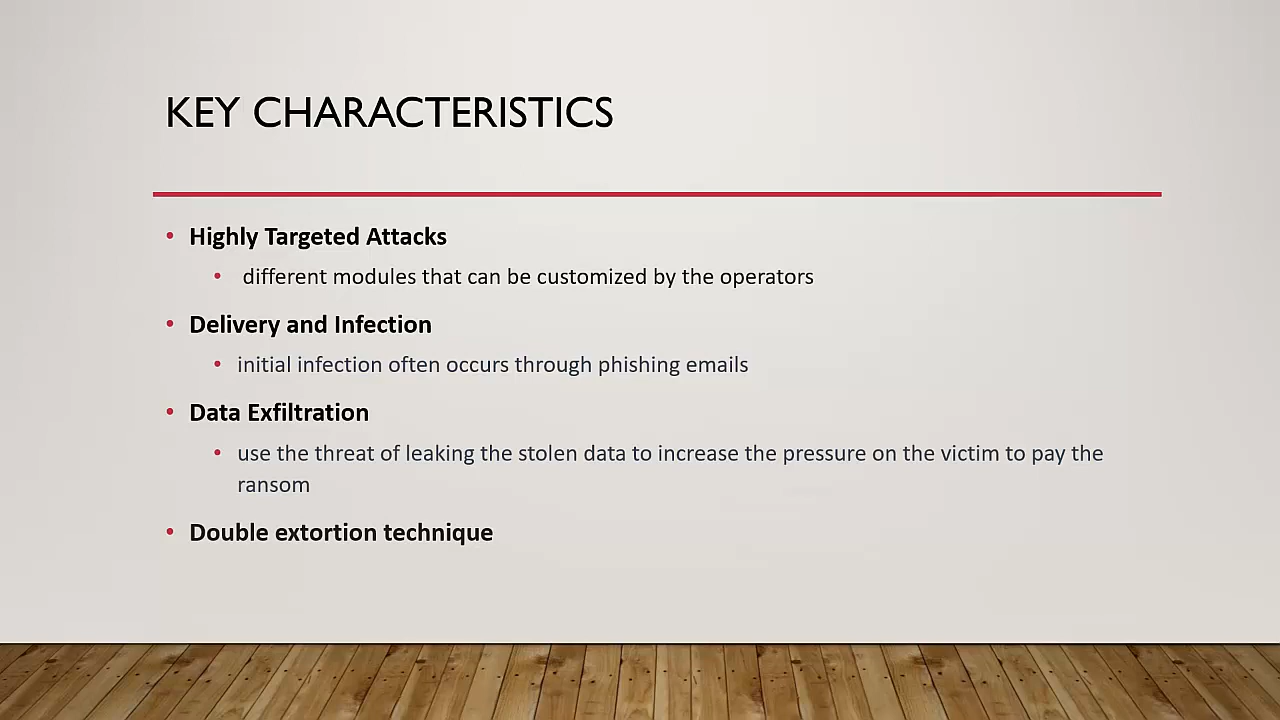 KEY CHARACTERISTICS
• Highly Targeted Attacks
• different modules that can be customized by the operators
• Delivery and Infection
• initial infection often occurs through phishing emails
• Data Exfiltration
• use the threat of leaking the stolen data to increase the pressure on the victim to pay the
ransom
• Double extortion technique